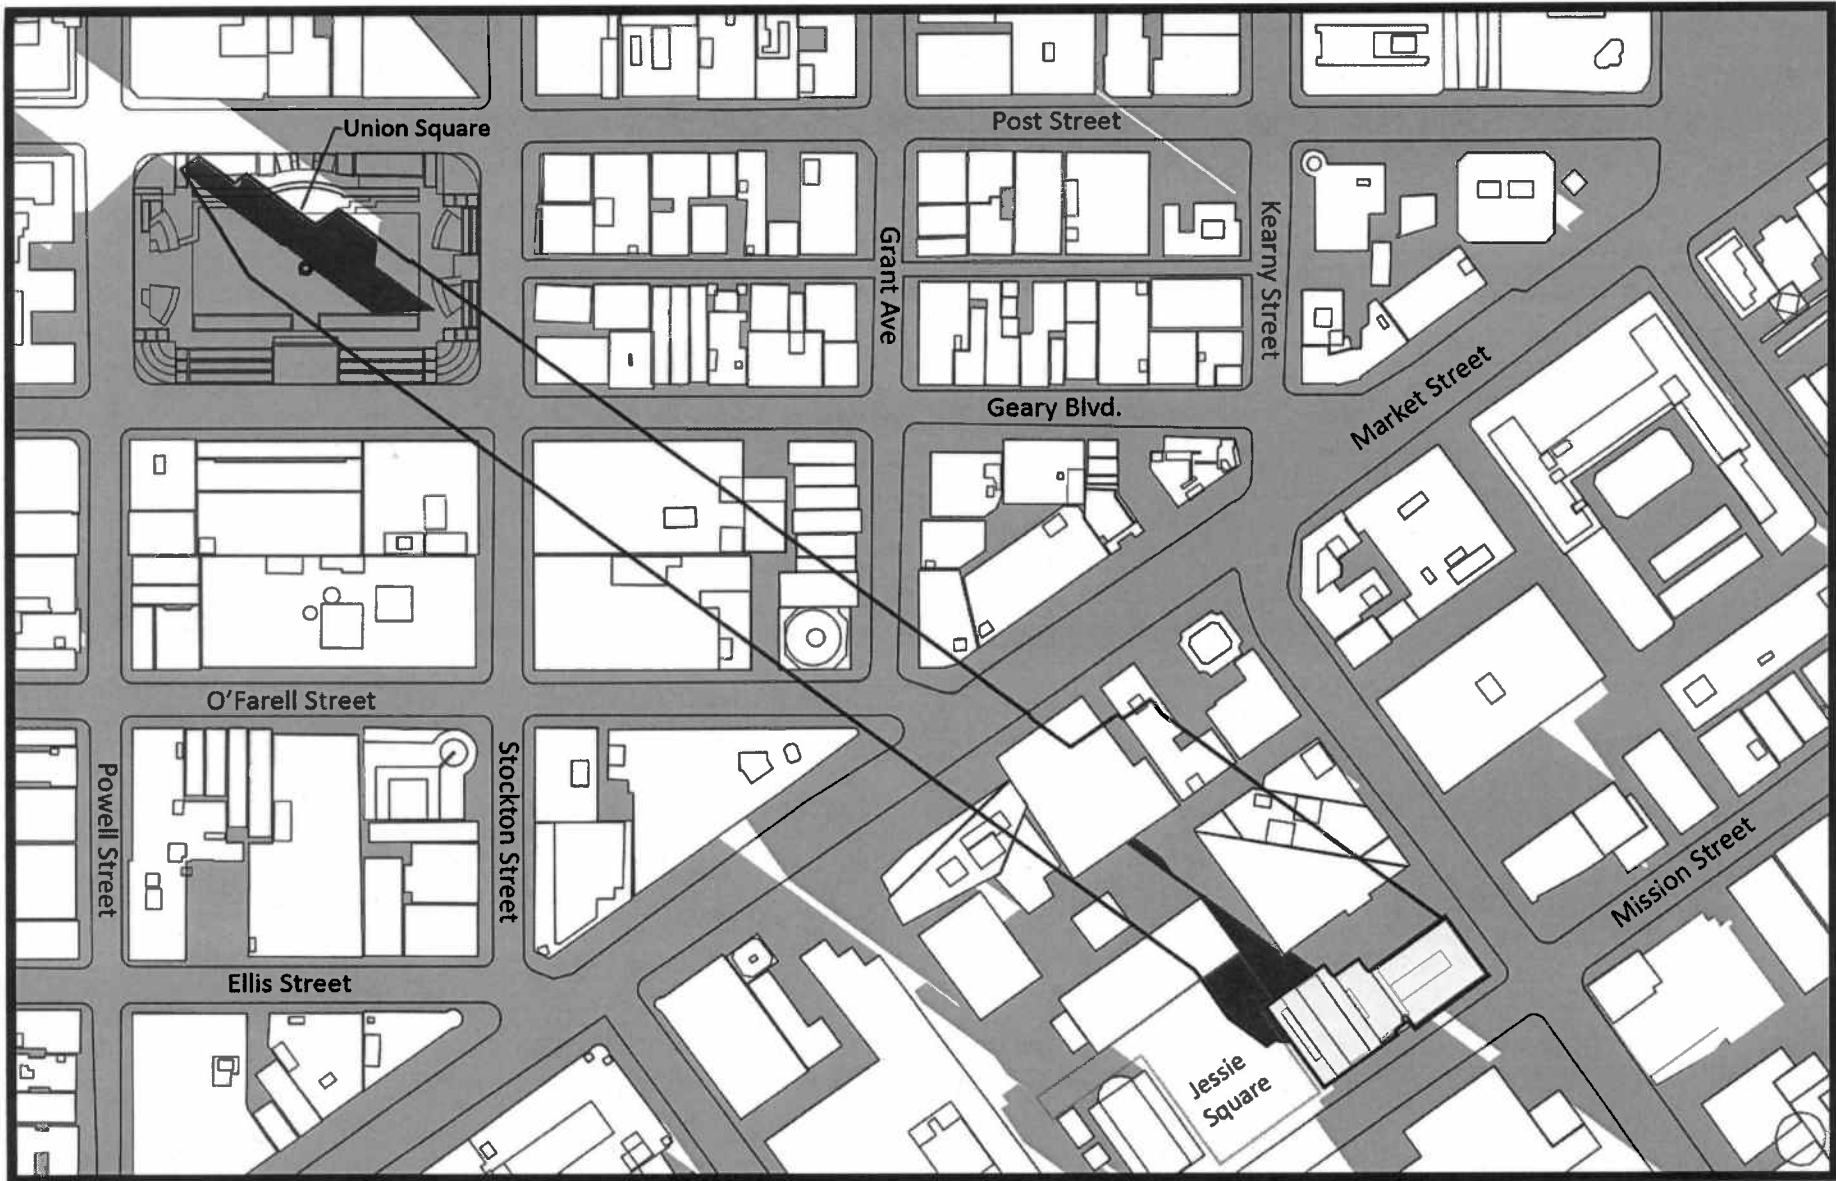 Union Square
Post Street
Grant Ave
Kearny Street
Geary Blvd.
Market Street
O'Farell Street
Powell Street
Stockton Street
Mission Street
Ellis Street
Jessie
Square